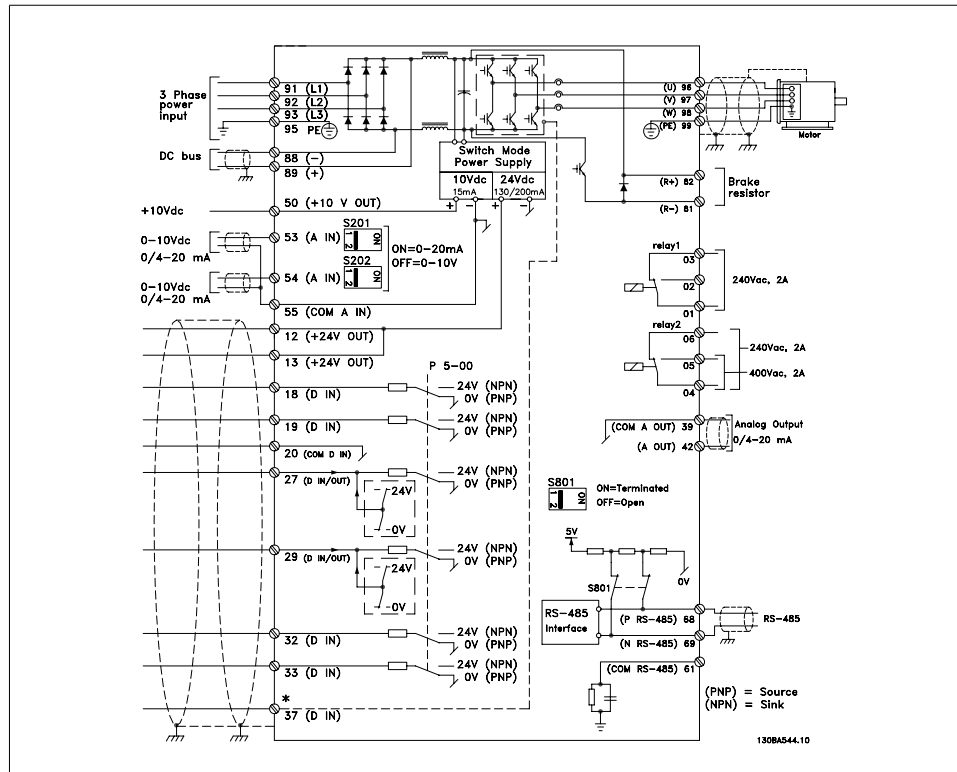 3 Phase
power
input
91 (L1)
92 (L2)
93 (L3)
95 PE
DC bus
88 (-)
89 (+)
+10Vdc
50 (+10 V OUT)
0-10Vdc
0/4-20 mA
53 (A IN)
S201
1 2
ON
0-10Vdc
0/4-20 mA
54 (A IN)
S202
1 2
ON
ON=0-20mA
OFF=0-10V
55 (COM A IN)
12 (+24V OUT)
13 (+24V OUT)
Switch Mode
Power Supply
10Vdc
15mA
24Vdc
130/200mA
+ - + -
P 5-00
18 (D IN)
24V (NPN)
0V (PNP)
19 (D IN)
24V (NPN)
0V (PNP)
20 (COM D IN)
27 (D IN/OUT)
24V (NPN)
0V (PNP)
24V
0V
29 (D IN/OUT)
24V (NPN)
0V (PNP)
24V
0V
32 (D IN)
24V (NPN)
0V (PNP)
33 (D IN)
24V (NPN)
0V (PNP)
*
37 (D IN)
(U) 96
(V) 97
(W) 98
(PE) 99
Motor
(R+) 82
(R-) 81
Brake
resistor
relay1
03
02
01
240Vac, 2A
relay2
06
05
04
240Vac, 2A
400Vac, 2A
(COM A OUT) 39
(A OUT) 42
Analog Output
0/4-20 mA
S801
1 2
ON
ON=Terminated
OFF=Open
5V
0V
S801
RS-485
Interface
(P RS-485) 68
(N RS-485) 69
RS-485
(COM RS-485) 61
(PNP) = Source
(NPN) = Sink
130BA544.10